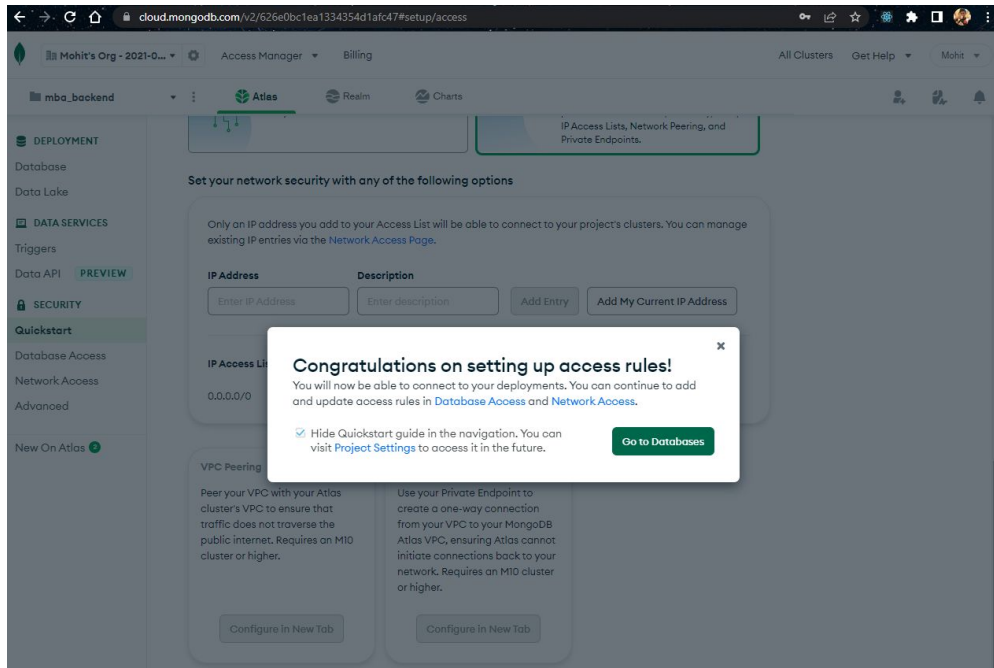 cloud.mongodb.com/v2/626e0bc1ea1334354d1afc47#setup/access
Mohit's Org - 2021-0... Access Manager Billing All Clusters Get Help Mohit
mba_backend Atlas Realm Charts
DEPLOYMENT
Database
Data Lake
DATA SERVICES
Triggers
Data API PREVIEW
SECURITY
Quickstart
Database Access
Network Access
Advanced
New On Atlas 2
IP Access Lists, Network Peering, and
Private Endpoints.
Set your network security with any of the following options
Only an IP address you add to your Access List will be able to connect to your project's clusters. You can manage
existing IP entries via the Network Access Page.
IP Address Description
Enter IP Address Enter description Add Entry Add My Current IP Address
IP Access Li
0.0.0.0/0
Congratulations on setting up access rules!
You will now be able to connect to your deployments. You can continue to add
and update access rules in Database Access and Network Access.
Hide Quickstart guide in the navigation. You can
visit Project Settings to access it in the future.
Go to Databases
VPC Peering
Peer your VPC with your Atlas
cluster's VPC to ensure that
traffic does not traverse the
public internet. Requires an M10
cluster or higher.
Configure in New Tab
Use your Private Endpoint to
create a one-way connection
from your VPC to your MongoDB
Atlas VPC, ensuring Atlas cannot
initiate connections back to your
network. Requires an M10 cluster
or higher.
Configure in New Tab